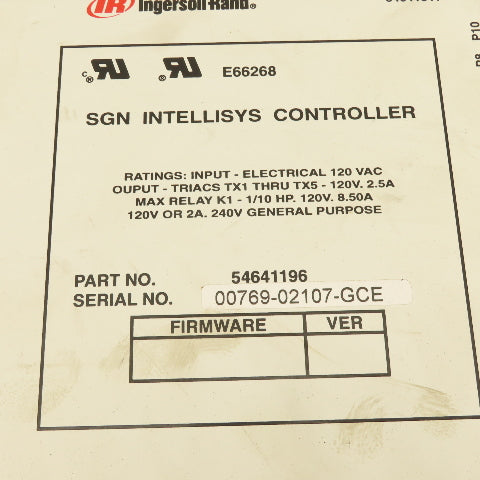 IR Ingersoll-Rand®
P10
E66268
SGN INTELLISYS CONTROLLER
RATINGS: INPUT - ELECTRICAL 120 VAC
OUPUT - TRIACS TX1 THRU TX5 - 120V. 2.5A
MAX RELAY K1 - 1/10 HP. 120V. 8.50A
120V OR 2A. 240V GENERAL PURPOSE
PART NO. 54641196
SERIAL NO. 00769-02107-GCE
FIRMWARE VER